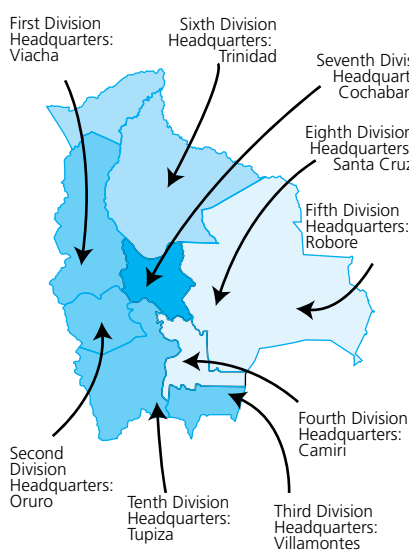 First Division
Headquarters:
Viacha
Sixth Division
Headquarters:
Trinidad
Seventh Divis
Headquart
Cochabam
Eighth Division
Headquarters:
Santa Cruz
Fifth Division
Headquarters:
Robore
Fourth Division
Headquarters:
Camiri
Third Division
Headquarters:
Villamontes
Tenth Division
Headquarters:
Tupiza
Second
Division
Headquarters:
Oruro